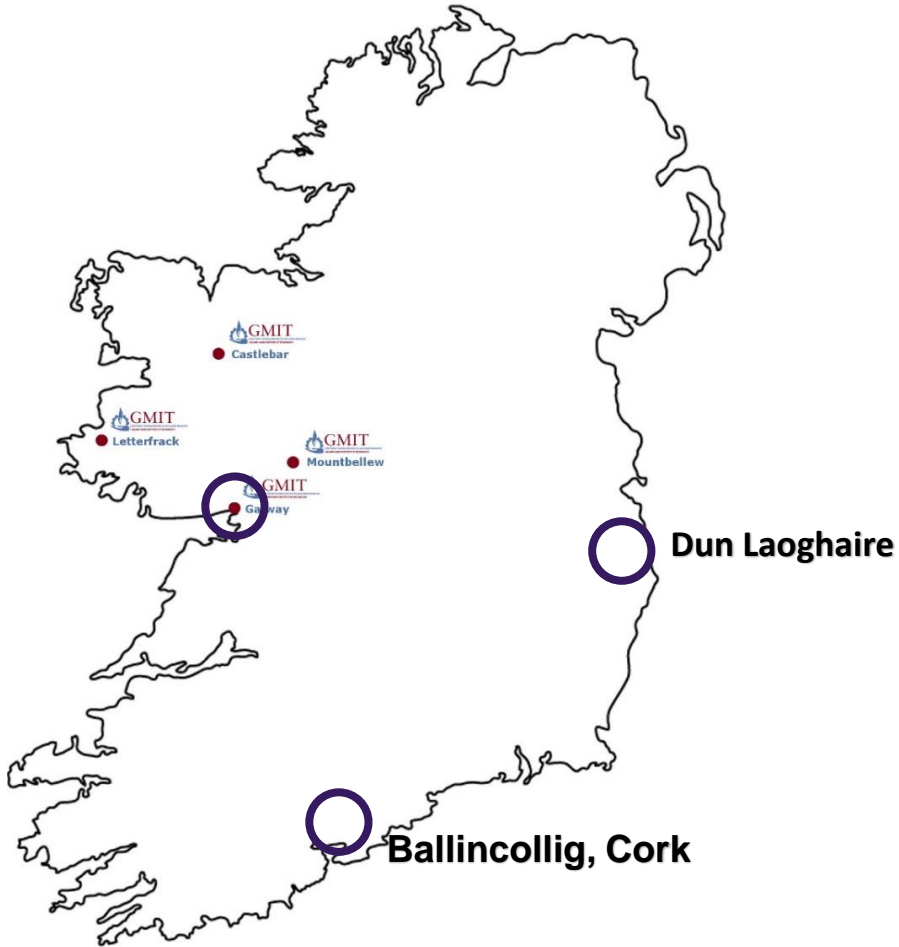 GMIT
Castlebar
GMIT
Letterfrack
GMIT
Mountbellew
GMIT
Galway
Dun Laoghaire
Ballincollig, Cork